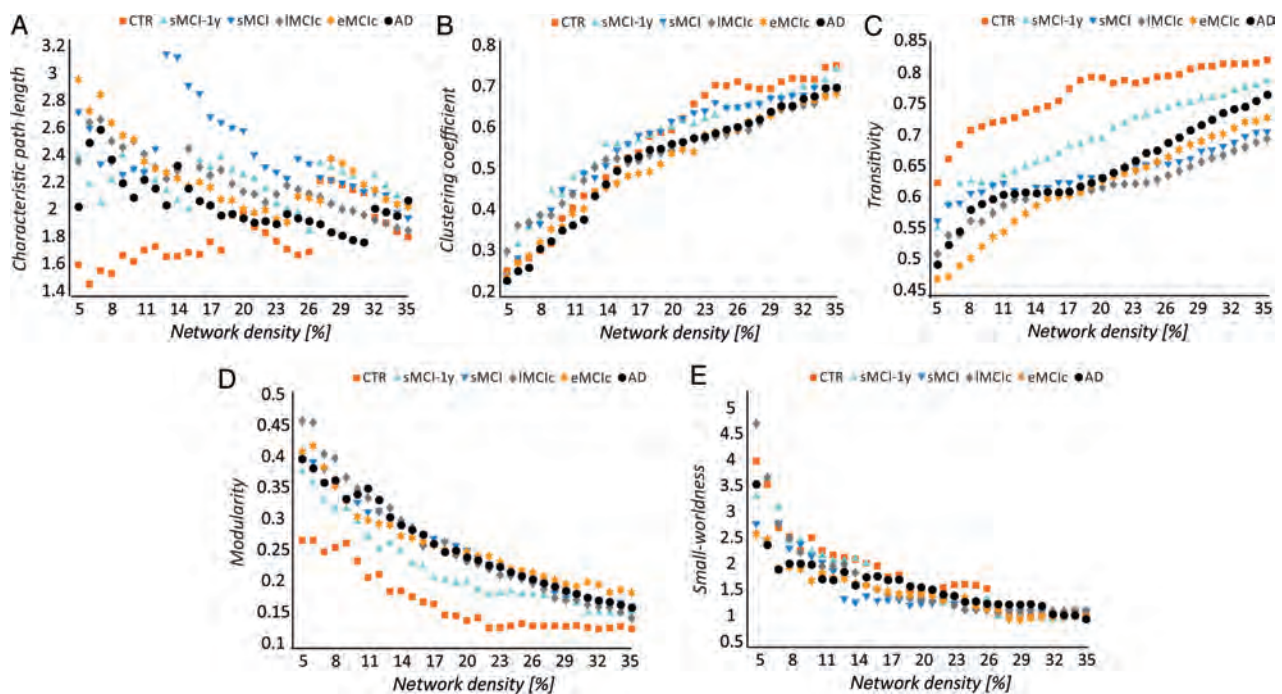 CTR sMCI-1y sMCI lMCIc eMCIc AD
A
3.2
3
2.8
2.6
2.4
2.2
2
1.8
1.6
1.4
Characteristic path length
5 8 11 14 17 20 23 26 29 32 35
Network density [%]
CTR sMCI-1y sMCI lMCIc eMCIc AD
B
0.8
0.7
0.6
0.5
0.4
0.3
0.2
Clustering coefficient
5 8 11 14 17 20 23 26 29 32 35
Network density [%]
CTR sMCI-1y sMCI lMCIc eMCIc AD
C
0.85
0.8
0.75
0.7
0.65
0.6
0.55
0.5
0.45
Transitivity
5 8 11 14 17 20 23 26 29 32 35
Network density [%]
CTR sMCI-1y sMCI lMCIc eMCIc AD
D
0.5
0.45
0.4
0.35
0.3
0.25
0.2
0.15
0.1
Modularity
5 8 11 14 17 20 23 26 29 32 35
Network density [%]
CTR sMCI-1y sMCI lMCIc eMCIc AD
E
5
4.5
4
3.5
3
2.5
2
1.5
1
0.5
Small-worldness
5 8 11 14 17 20 23 26 29 32 35
Network density [%]